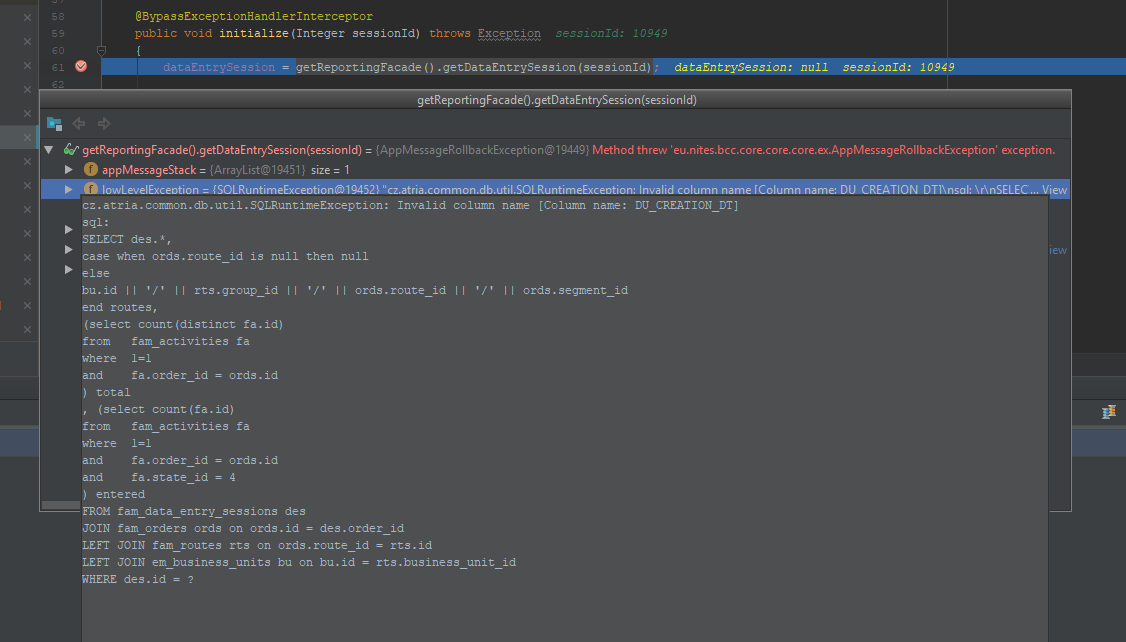 58 @BypassExceptionHandlerInterceptor
59 public void initialize(Integer sessionId) throws Exception sessionId: 10949
60 {
61 dataEntrySession = getReportingFacade().getDataEntrySession(sessionId); dataEntrySession: null sessionId: 10949
62
getReportingFacade().getDataEntrySession(sessionId)
getReportingFacade().getDataEntrySession(sessionId) = {AppMessageRollbackException@19449} Method threw 'eu.nites.bcc.core.core.core.ex.AppMessageRollbackException' exception.
f appMessageStack = {ArrayList@19451} size = 1
f lowLevelException = {SQLRuntimeException@19452} "cz.atria.common.db.util.SQLRuntimeException: Invalid column name [Column name: DU_CREATION_DT]\nsql: \r\nSELEC ... View
cz.atria.common.db.util.SQLRuntimeException: Invalid column name [Column name: DU_CREATION_DT]
sql:
SELECT des.*,
case when ords.route_id is null then null
iew
else
bu.id || '/' || rts.group_id || '/' || ords.route_id || '/' || ords.segment_id
end routes,
(select count(distinct fa.id)
from fam_activities fa
where 1=1
and fa.order_id = ords.id
) total
, (select count(fa.id)
from fam_activities fa
where 1=1
and fa.order_id = ords.id
and fa.state_id = 4
) entered
FROM fam_data_entry_sessions des
JOIN fam_orders ords on ords.id = des.order_id
LEFT JOIN fam_routes rts on ords.route_id = rts.id
LEFT JOIN em_business_units bu on bu.id = rts.business_unit_id
WHERE des.id = ?